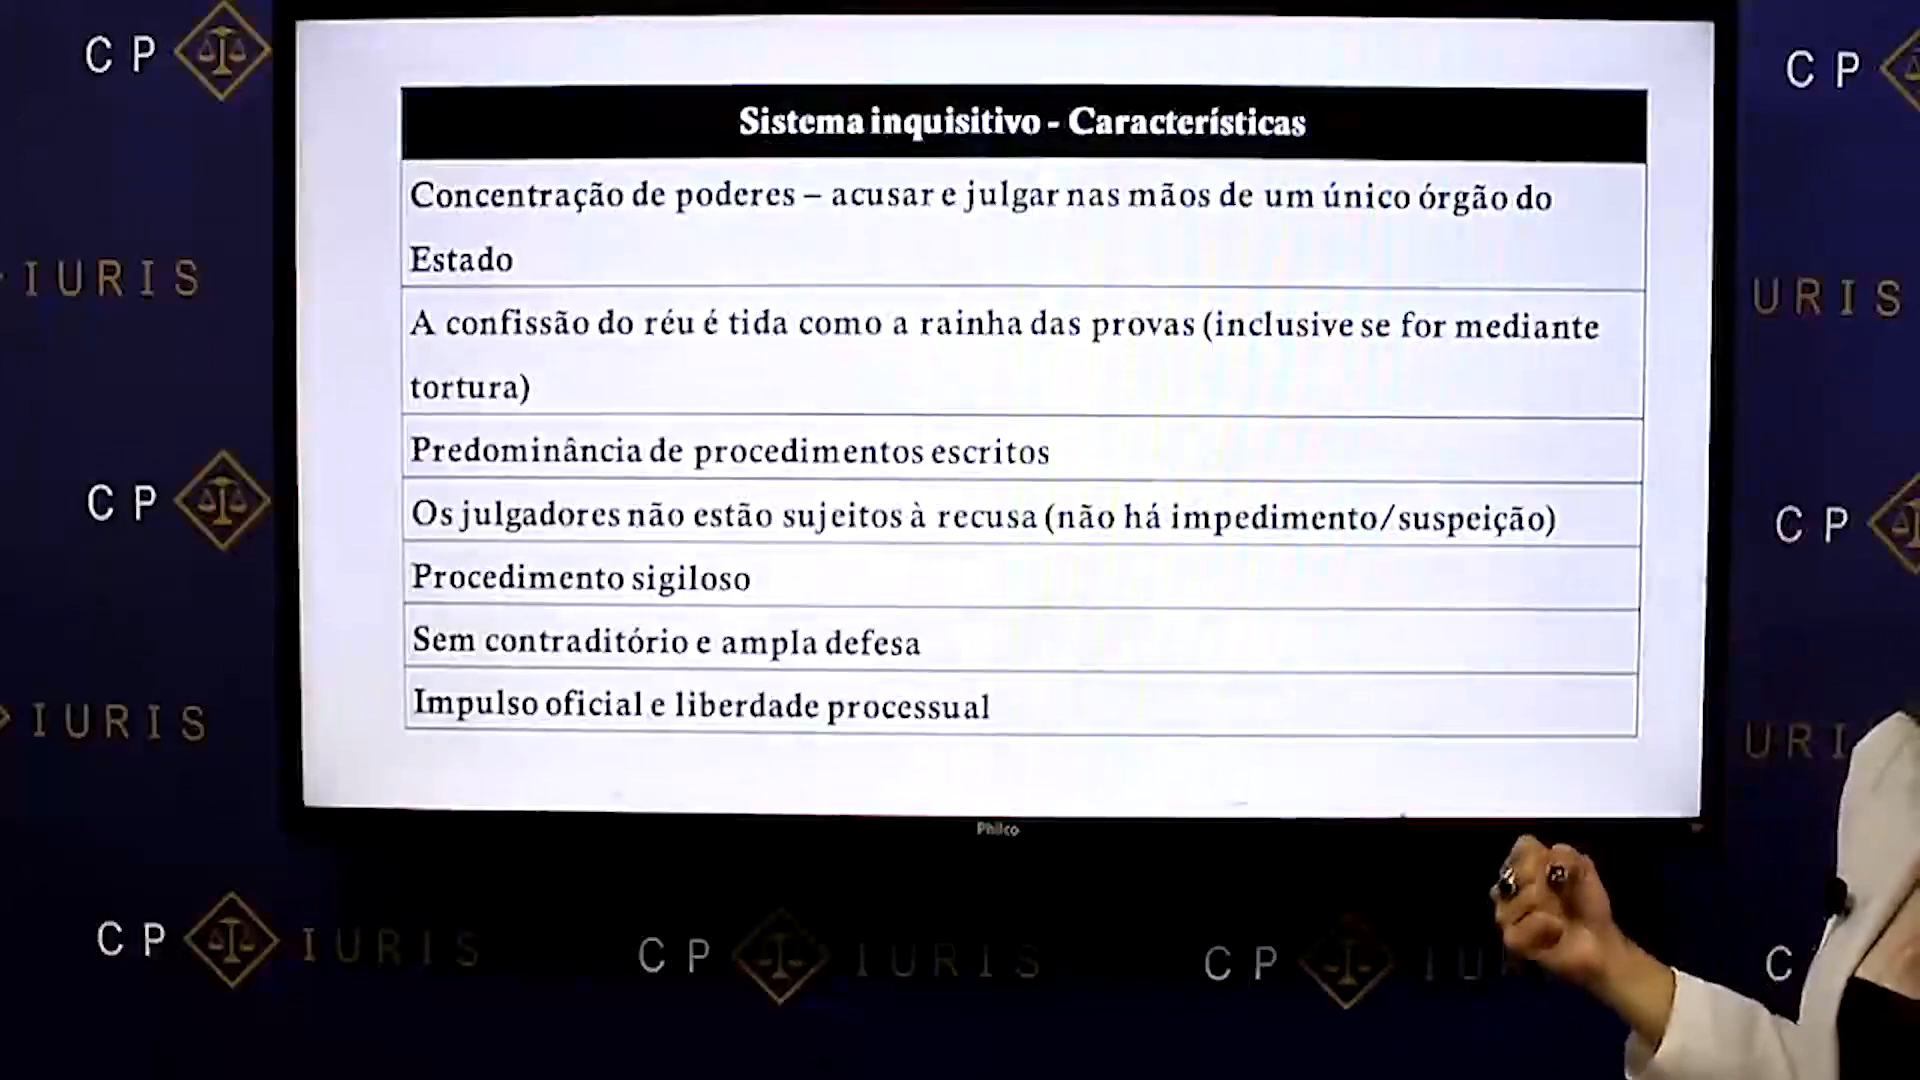 CP
CP
Sistema inquisitivo - Características
Concentração de poderes – acusar e julgar nas mãos de um único órgão do
Estado
IURIS
URIS
A confissão do réu é tida como a rainha das provas (inclusive se for mediante
tortura)
Predominância de procedimentos escritos
CP
Os julgadores não estão sujeitos à recusa (não há impedimento/suspeição)
CP
Procedimento sigiloso
Sem contraditório e ampla defesa
Impulso oficial e liberdade processual
IURIS
URI
Philco
CP IURIS
CP IURIS
CP IU
C